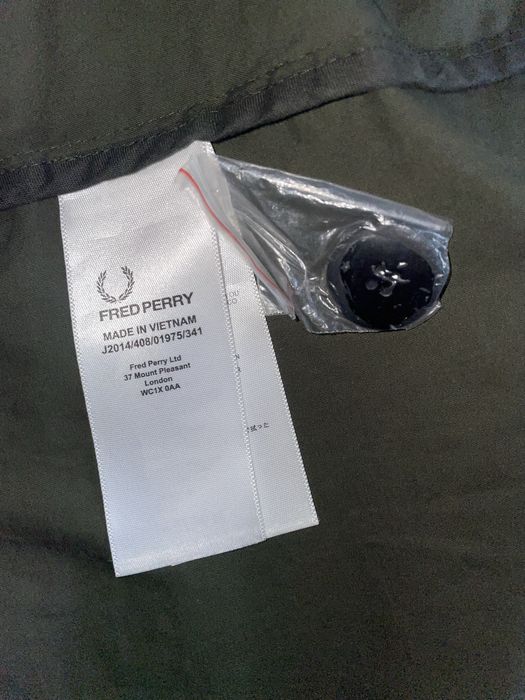 FRED PERRY
MADE IN VIETNAM
J2014/408/01975/341
Fred Perry Ltd
37 Mount Pleasant
London
WC1X 0AA